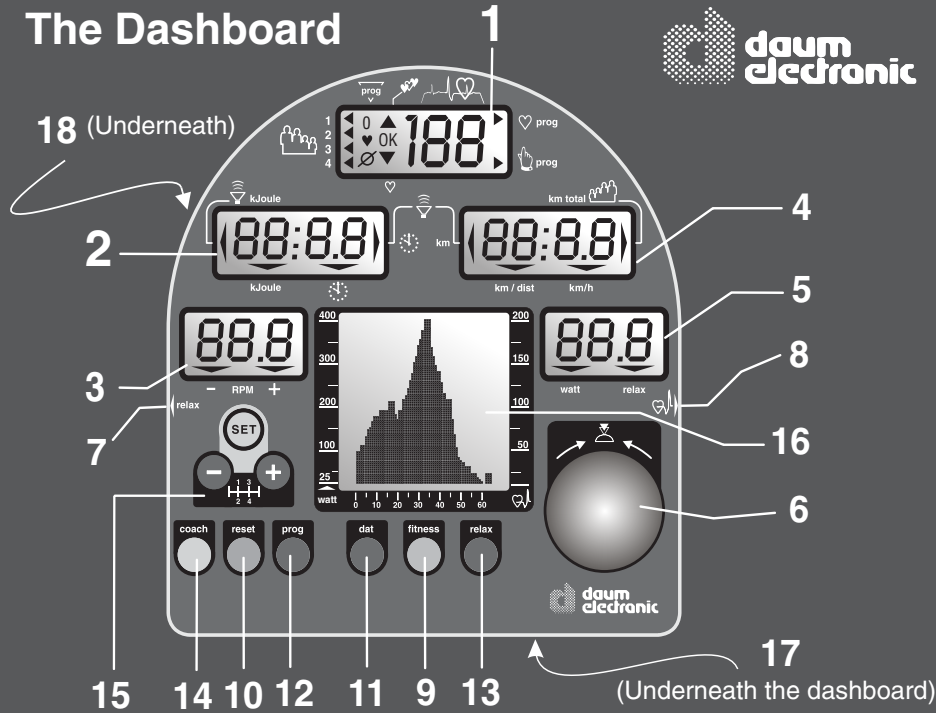 The Dashboard
1
daum
electronic
18 (Underneath)
prog
1
2
3
4
0
OK
188
prog
prog
kJoule
km total
2
88:8.8
km
88:8.8
4
kJoule
km / dist
km/h
5
3
88.8
- RPM +
400
300
200
100
25
watt
0 10 20 30 40 50 60
200
150
100
50
88.8
watt
relax
8
7
relax
SET
- +
1 3
2 4
16
6
coach
reset
prog
dat
fitness
relax
daum
electronic
15
14
10
12
11
9
13
17
(Underneath the dashboard)